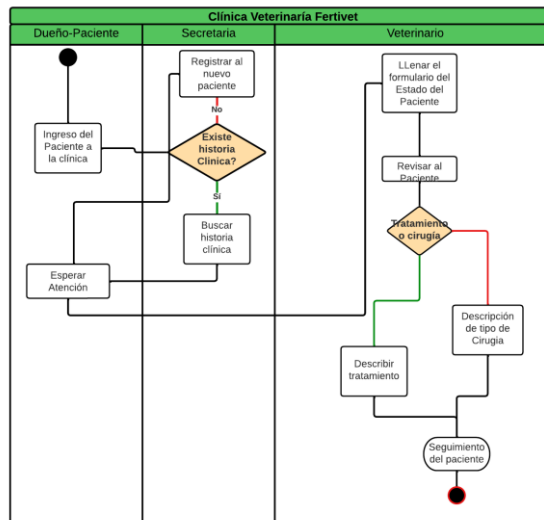 Clínica Veterinaría Fertivet
Dueño-Paciente
Secretaria
Veterinario
Registrar al
nuevo
paciente
LLenar el
formulario del
Estado del
Paciente
No
Ingreso del
Paciente a
la clínica
Existe
historia
Clinica?
Revisar al
Paciente
Sí
Buscar
historia
clínica
Tratamiento
o cirugía
Esperar
Atención
Descripción
de tipo de
Cirugia
Describir
tratamiento
Seguimiento
del paciente